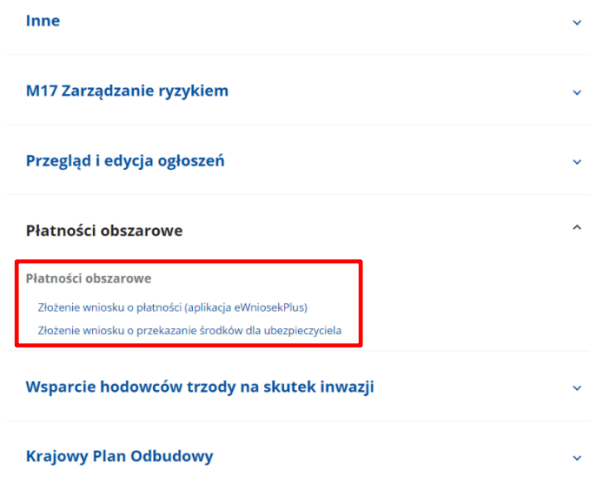 Inne
M17 Zarządzanie ryzykiem
Przegląd i edycja ogłoszeń
Płatności obszarowe
Płatności obszarowe
Złożenie wniosku o płatności (aplikacja eWniosekPlus)
Złożenie wniosku o przekazanie środków dla ubezpieczyciela
Wsparcie hodowców trzody na skutek inwazji
Krajowy Plan Odbudowy